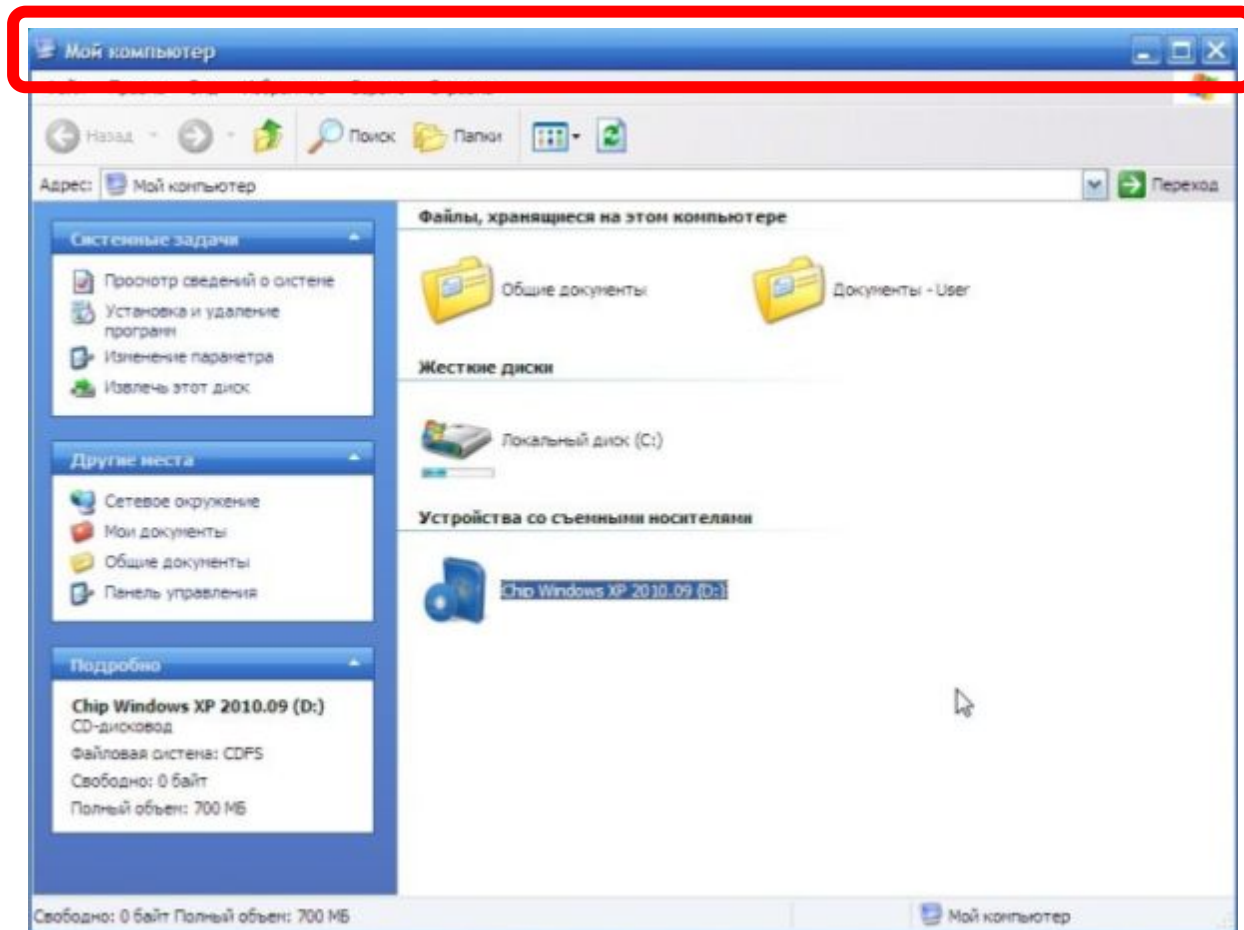 Мой компьютер
Назад
Поиск
Папки
Адрес:
Мой компьютер
Переход
Системные задачи
Просмотр сведений о системе
Установка и удаление
программ
Изменение параметра
Извлечь этот диск
Другие места
Сетевое окружение
Мои документы
Общие документы
Панель управления
Подробно
Chip Windows XP 2010.09 (D:)
CD-дисковод
Файловая система: CDFS
Свободно: 0 байт
Полный объем: 700 МБ
Файлы, хранящиеся на этом компьютере
Общие документы
Документы - User
Жесткие диски
Локальный диск (C:)
Устройства со съемными носителями
Chip Windows XP 2010.09 (D:)
Свободно: 0 байт Полный объем: 700 МБ
Мой компьютер